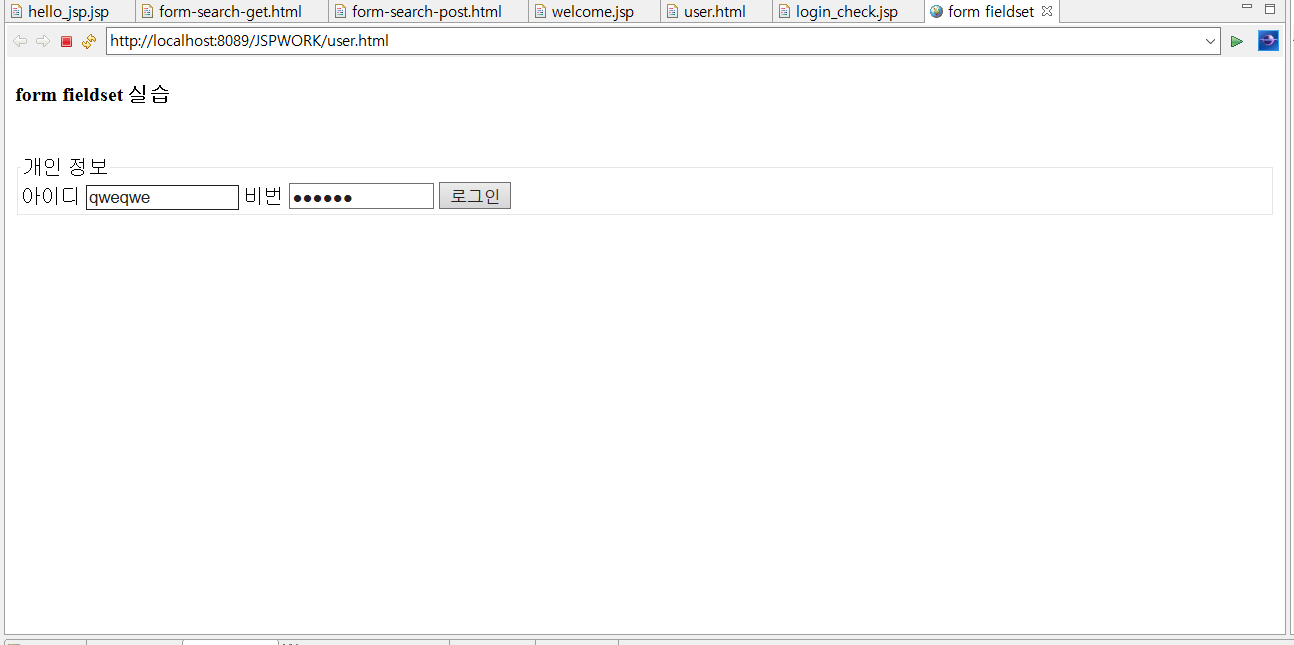 hello_jsp.jsp form-search-get.html form-search-post.html welcome.jsp user.html login_check.jsp form fieldset
http://localhost:8089/JSPWORK/user.html
form fieldset 실습
개인 정보
아이디 qweqwe 비번 ●●●●●● 로그인